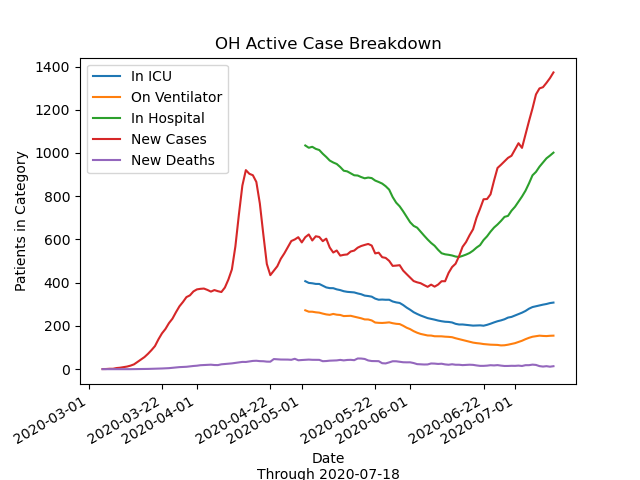 OH Active Case Breakdown
In ICU
On Ventilator
In Hospital
New Cases
New Deaths
Patients in Category
1400
1200
1000
800
600
400
200
0
2020-03-01
2020-03-22
2020-04-01
2020-04-22
2020-05-01
2020-05-22
2020-06-01
2020-06-22
2020-07-01
Date
Through 2020-07-18